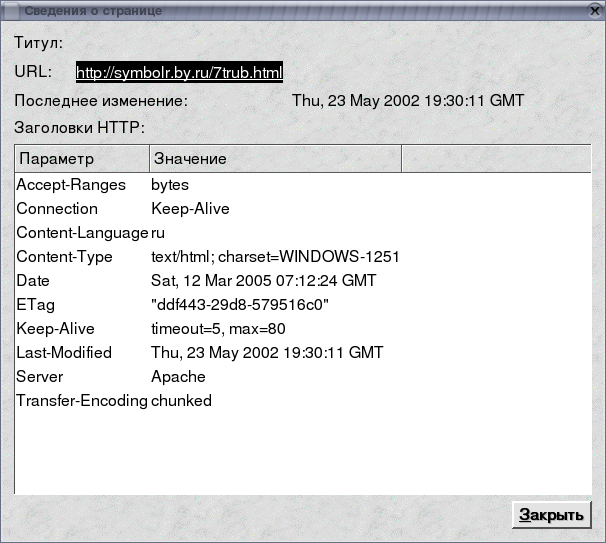 Сведения о странице
Титул:
URL: http://symbolr.by.ru/7trub.html
Последнее изменение: Thu, 23 May 2002 19:30:11 GMT
Заголовки HTTP:
Параметр Значение
Accept-Ranges bytes
Connection Keep-Alive
Content-Language ru
Content-Type text/html; charset=WINDOWS-1251
Date Sat, 12 Mar 2005 07:12:24 GMT
ETag "ddf443-29d8-579516c0"
Keep-Alive timeout=5, max=80
Last-Modified Thu, 23 May 2002 19:30:11 GMT
Server Apache
Transfer-Encoding chunked
Закрыть